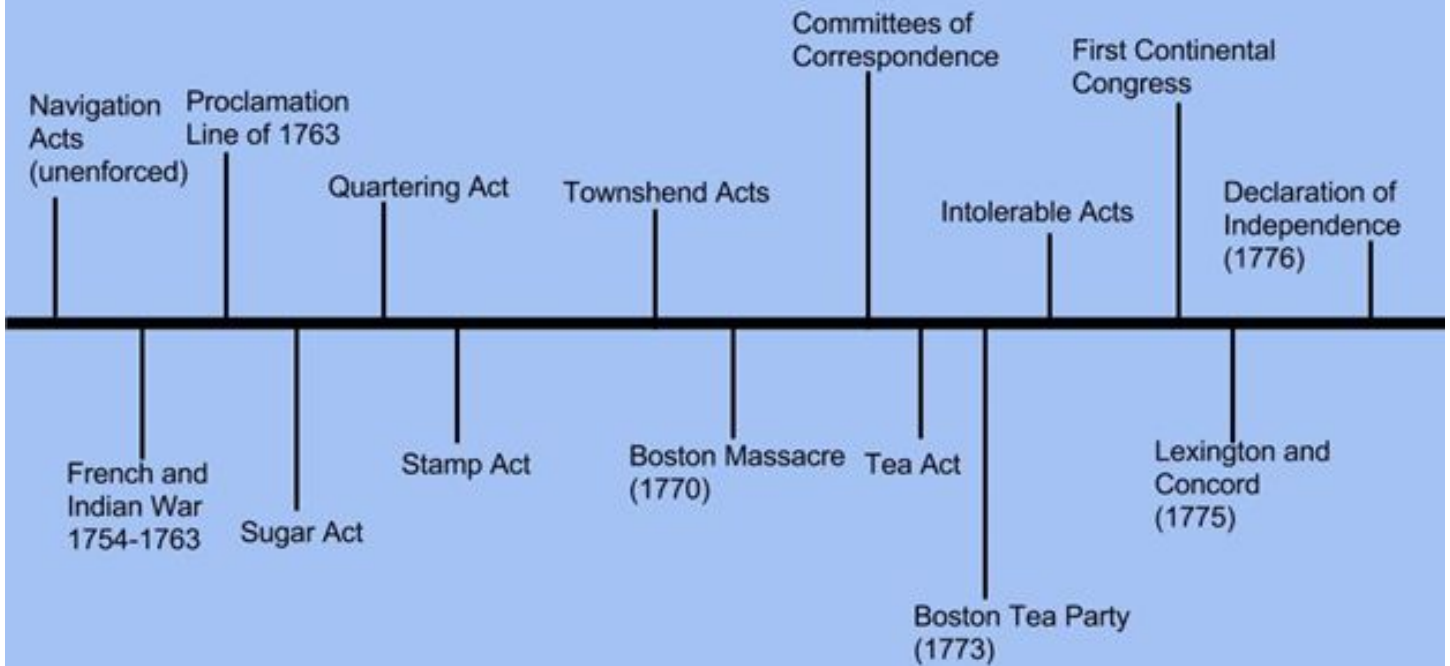 Navigation
Acts
(unenforced)
French and
Indian War
1754-1763
Proclamation
Line of 1763
Sugar Act
Quartering Act
Stamp Act
Townshend Acts
Boston Massacre
(1770)
Committees of
Correspondence
Tea Act
Boston Tea Party
(1773)
Intolerable Acts
First Continental
Congress
Lexington and
Concord
(1775)
Declaration of
Independence
(1776)